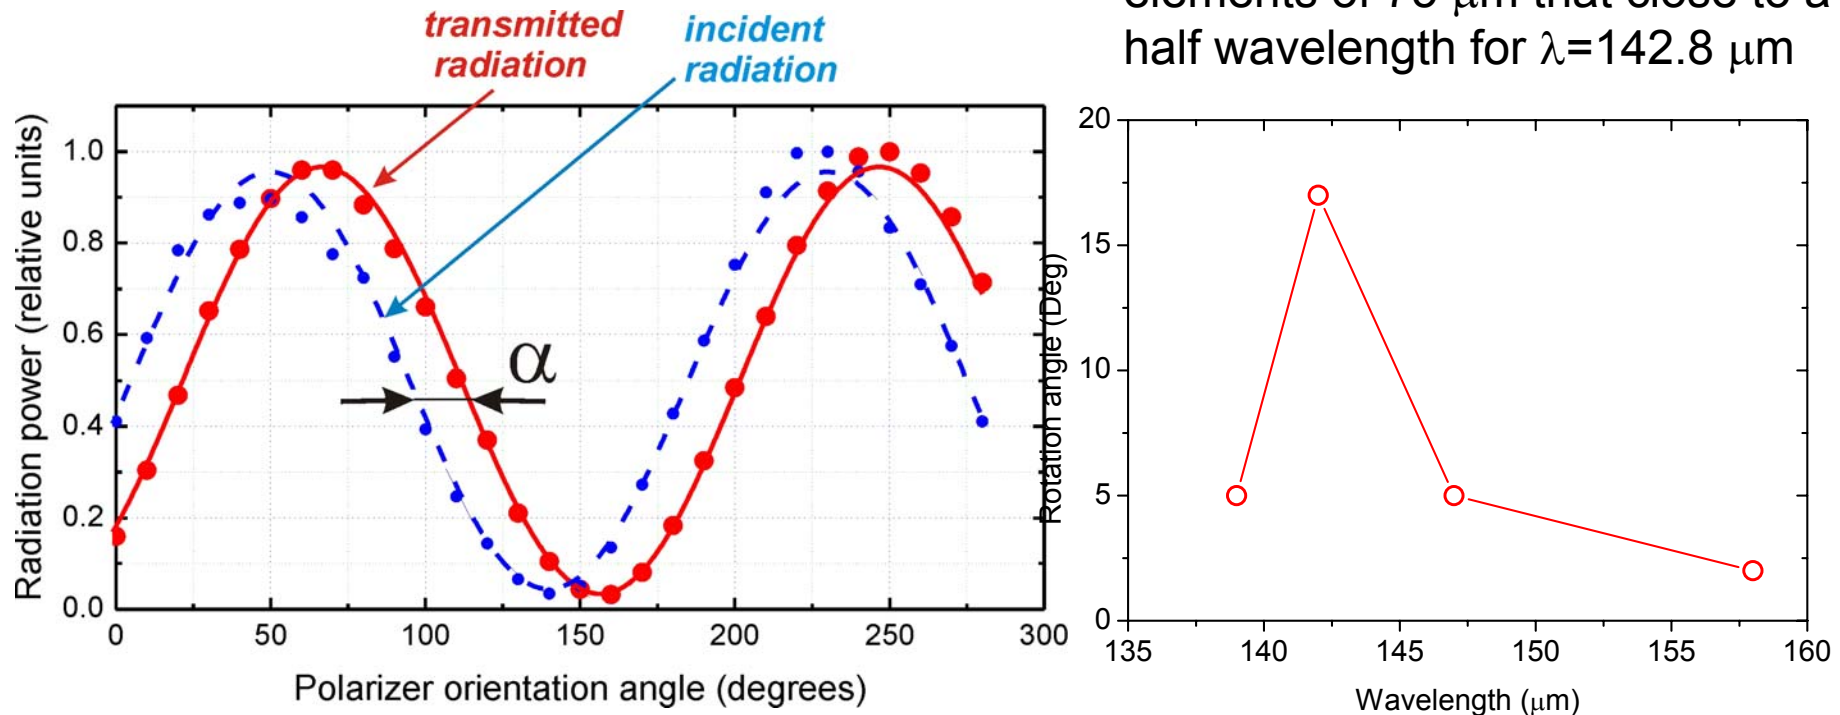 transmitted
radiation
incident
radiation
half wavelength for λ=142.8 μm
Radiation power (relative units)
1.0
0.8
0.6
0.4
0.2
0.0
α
0 50 100 150 200 250 300
Polarizer orientation angle (degrees)
Rotation angle (Deg)
20
15
10
5
0
135 140 145 150 155 160
Wavelength (μm)